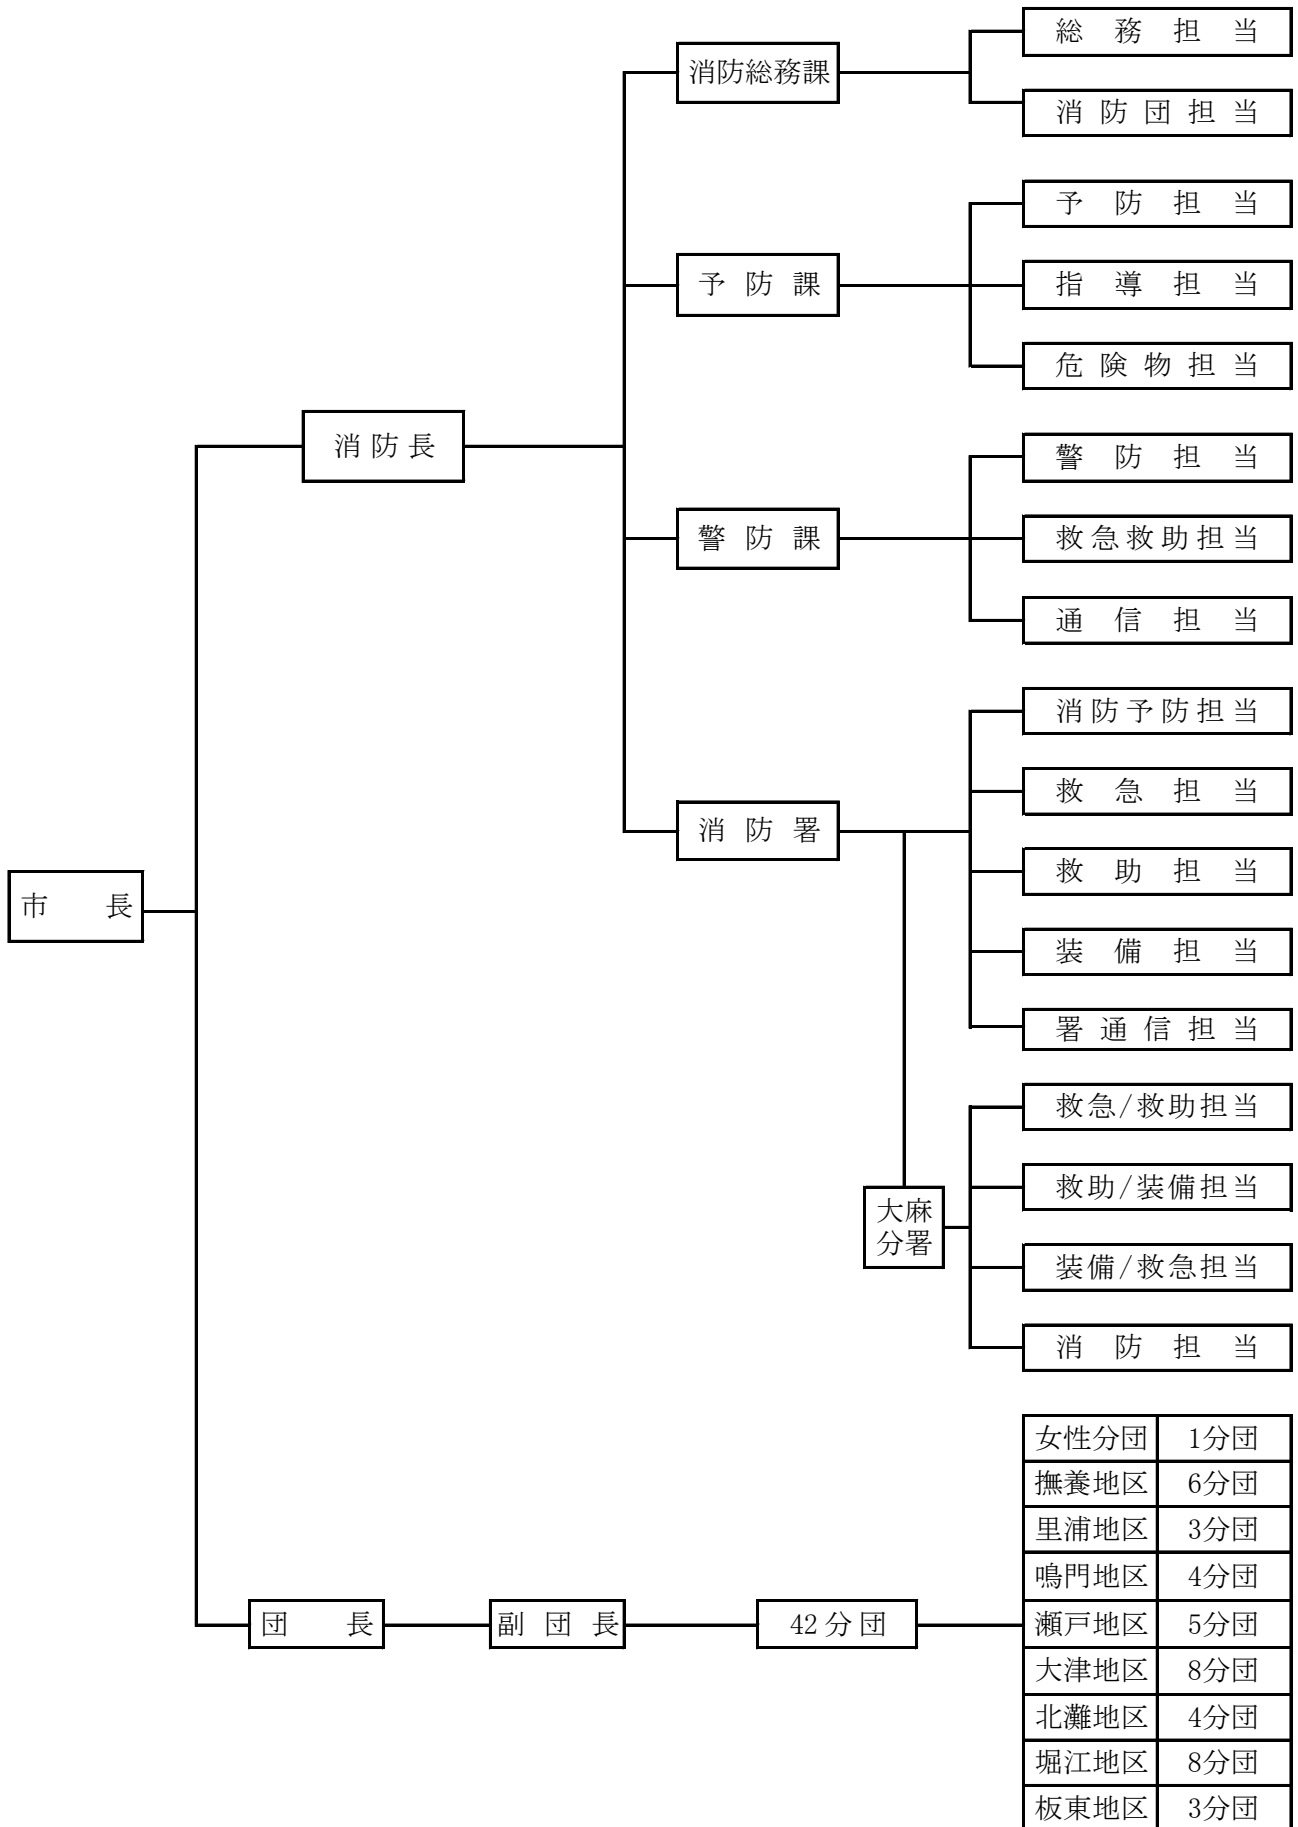 総務担当
消防総務課
消防団担当
予防担当
予防課
指導担当
危険物担当
消防長
警防担当
警防課
救急救助担当
通信担当
消防予防担当
救急担当
消防署
救助担当
市長
装備担当
署通信担当
救急/救助担当
救助/装備担当
大麻
分署
装備/救急担当
消防担当
女性分団 1分団
撫養地区 6分団
里浦地区 3分団
鳴門地区 4分団
団長 副団長 42分団 瀬戸地区 5分団
大津地区 8分団
北灘地区 4分団
堀江地区 8分団
板東地区 3分団